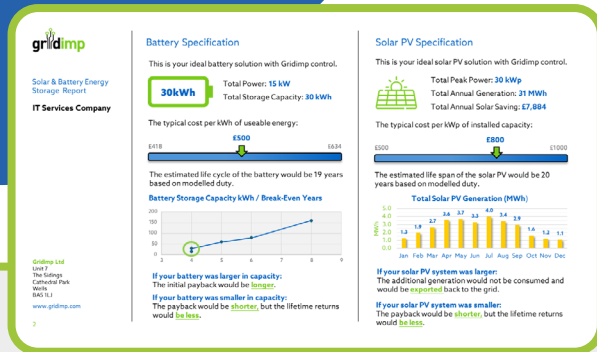 gridimp
Solar & Battery Energy
Storage Report
IT Services Company
Gridimp Ltd
Unit 7
The Sidings
Cathedral Park
Wells
BA5 1LJ
www.gridimp.com
2
Battery Specification
This is your ideal battery solution with Gridimp control.
30kWh
Total Power: 15 kW
Total Storage Capacity: 30 kWh
The typical cost per kWh of useable energy:
£500
£418
£634
The estimated life cycle of the battery would be 19 years
based on modelled duty.
Battery Storage Capacity kWh / Break-Even Years
200
150
100
50
0
3 4 5 6 7 8 9
If your battery was larger in capacity:
The initial payback would be longer.
If your battery was smaller in capacity:
The payback would be shorter, but the lifetime returns
would be less.
Solar PV Specification
This is your ideal solar PV solution with Gridimp control.
Total Peak Power: 30 kWp
Total Annual Generation: 31 MWh
Total Annual Solar Saving: £7,884
The typical cost per kWp of installed capacity:
£800
£500
£1000
The estimated life span of the solar PV would be 20
years based on modelled duty.
Total Solar PV Generation (MWh)
MWh
5.0
4.0
3.0
2.0
1.0
0.0
1.3 1.9 2.7 3.6 3.7 3.3 4.0 3.4 2.9 1.6 1.2 1.1
Jan Feb Mar Apr May Jun July Aug Sep Oct Nov Dec
If your solar PV system was larger:
The additional generation would not be consumed and
would be exported back to the grid.
If your solar PV system was smaller:
The payback would be shorter, but the lifetime returns
would be less.